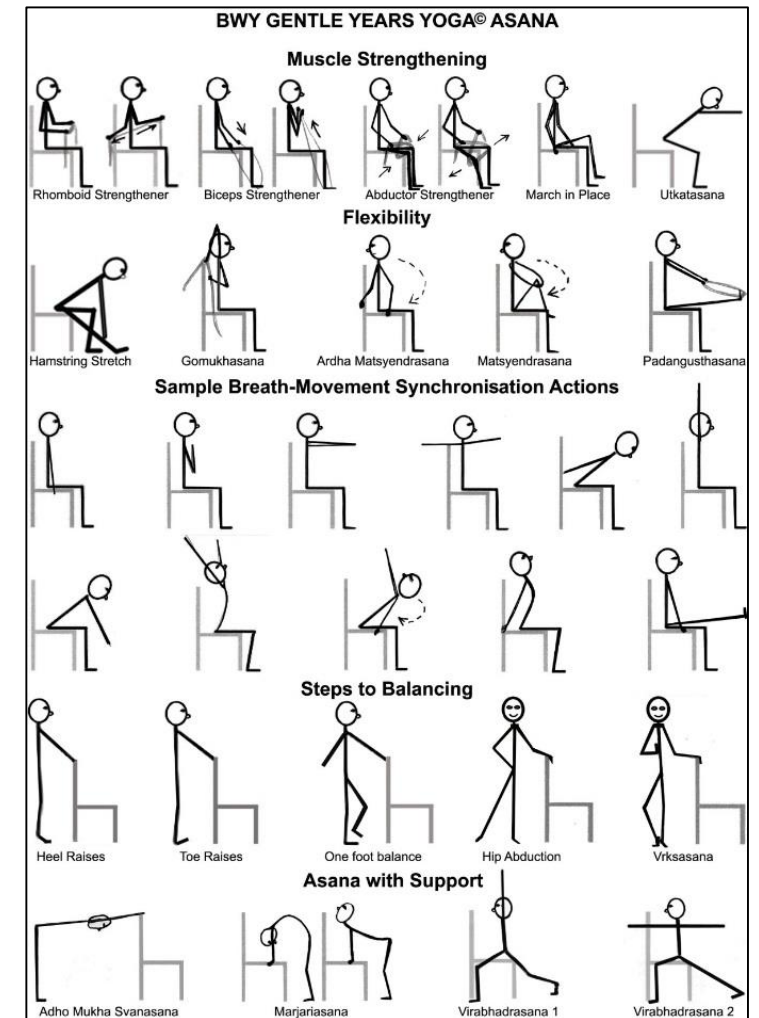 BWY GENTLE YEARS YOGA© ASANA
Muscle Strengthening
Rhomboid Strengthener Biceps Strengthener Abductor Strengthener March in Place Utkatasana
Flexibility
Hamstring Stretch Gomukhasana Ardha Matsyendrasana Matsyendrasana Padangusthasana
Sample Breath-Movement Synchronisation Actions
Steps to Balancing
Heel Raises Toe Raises One foot balance Hip Abduction Vrksasana
Asana with Support
Adho Mukha Svanasana Marjariasana Virabhadrasana 1 Virabhadrasana 2